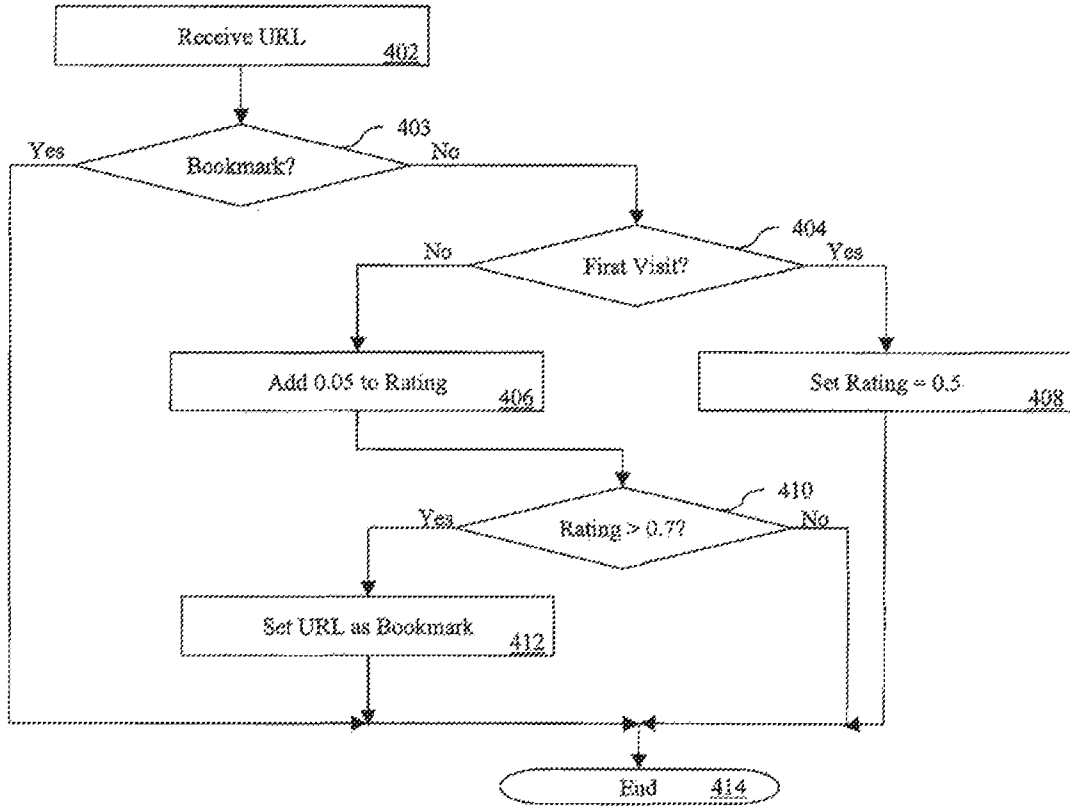 Receive URL
402
403
Yes
Bookmark?
No
404
No
First Visit?
Yes
Add 0.05 to Rating
406
Set Rating = 0.5
408
410
Yes
Rating > 0.7?
No
Set URL as Bookmark
412
End
414